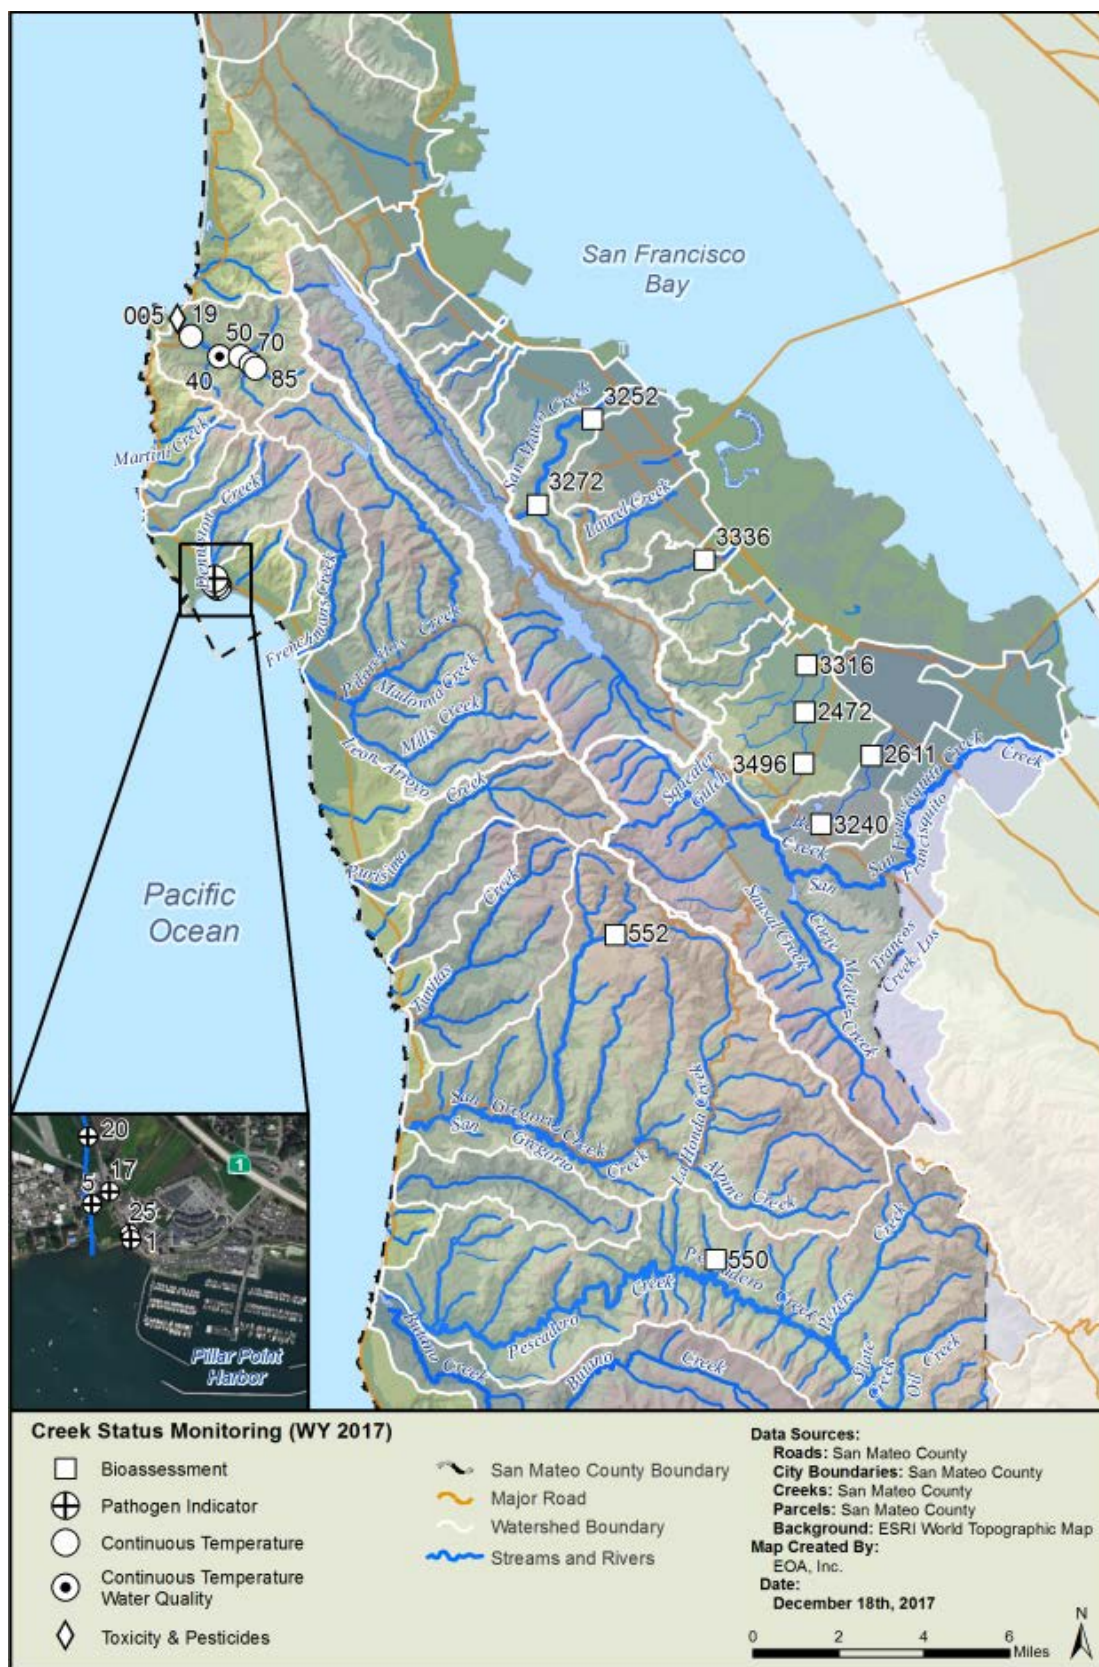 San Francisco
Bay
005
19
50
70
40
85
3252
San Mateo Creek
Martini Creek
3272
Laurel Creek
Denniston
Creek
3336
Frenchmans Creek
Pilarcitos
Creek
3316
Madonna Creek
2472
Mills Creek
Leon Arroyo
3496
2611
Squealer
Gulch
San Francisquito Creek
Creek
Francisquito
3240
Creek
Purisima
Creek
San
Pacific
Ocean
Creek
Sausal Creek
Corte Madera Creek
552
Trancos
Creek, Los
Tunitas
San Gregorio Creek
San Gregorio Creek
La Honda Creek
Alpine Creek
Creek
20
1
17
5
25
1
550
Pescadero
Creek
Creek
Peters
Pescadero
Butano Creek
Butano
Creek
Slate
Creek
Oil
Creek
Pillar Point
Harbor
Creek Status Monitoring (WY 2017)
Bioassessment
Pathogen Indicator
Continuous Temperature
Continuous Temperature
Water Quality
Toxicity & Pesticides
San Mateo County Boundary
Major Road
Watershed Boundary
Streams and Rivers
Data Sources:
Roads: San Mateo County
City Boundaries: San Mateo County
Creeks: San Mateo County
Parcels: San Mateo County
Background: ESRI World Topographic Map
Map Created By:
EOA, Inc.
Date:
December 18th, 2017
N
0 2 4 6
Miles